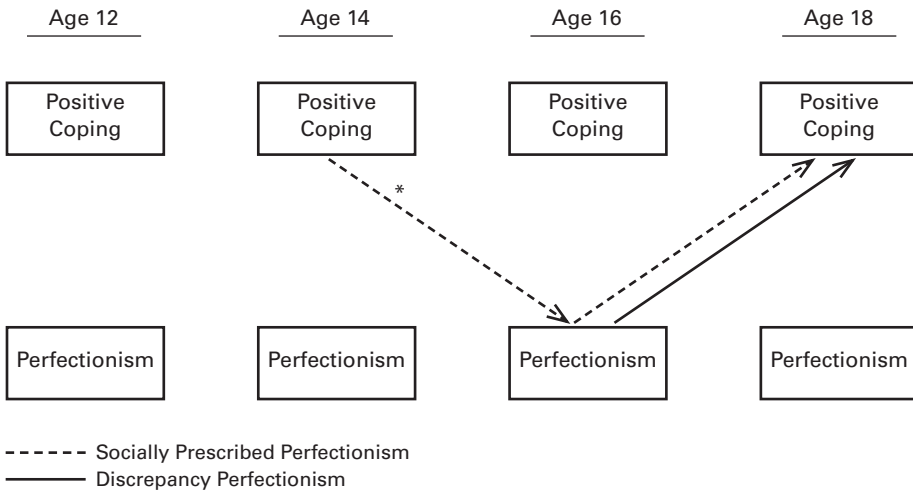 Age 12 Age 14 Age 16 Age 18
Positive Positive Positive Positive
Coping Coping Coping Coping
*
Perfectionism Perfectionism Perfectionism Perfectionism
Socially Prescribed Perfectionism
Discrepancy Perfectionism